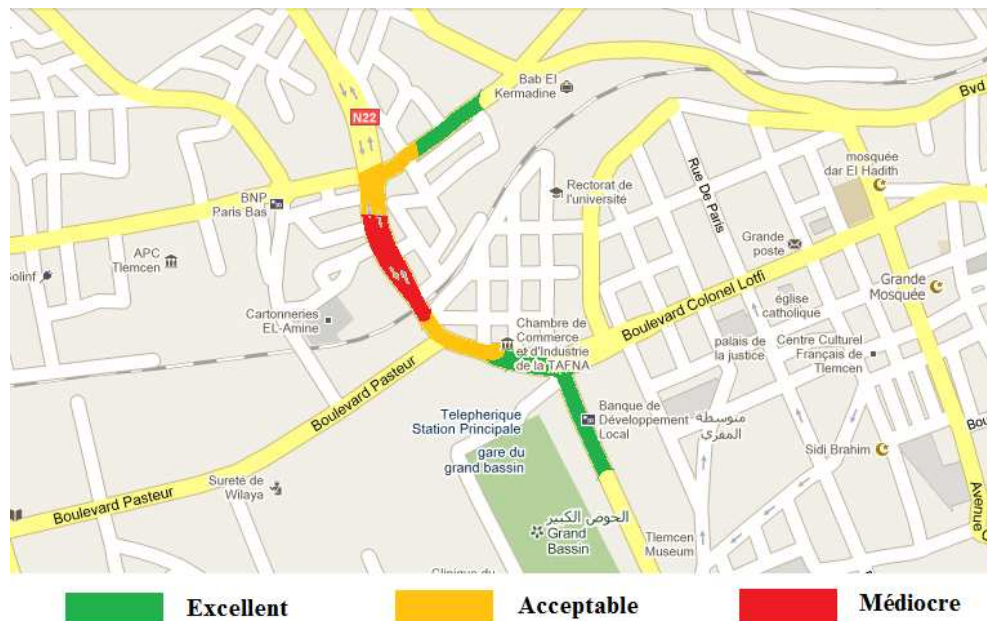 Bab El
Kermadine
Bvd
N22
mosquée
dar El Hadith
Rue De Paris
Rectorat de
l'université
BNP
Paris Bas
Grande
poste
APC
Tlemcen
solinf
Boulevard Colonel Lotfi
Grande
Mosquée
église
catholique
Cartonneries
EL-Amine
Chambre de
Commerce
et d'Industrie
de la TAFNA
palais de
la justice
Centre Culturel
Français de
Tlemcen
Boulevard Pasteur
Telepherique
Station Principale
Banque de
Développement
Local
متوسطة
المقري
Bou
gare du
grand bassin
Sidi Brahim
Sureté de
Wilaya
Boulevard Pasteur
الحوض الكبير
Grand
Bassin
Tlemcen
Museum
Avenue C
Clinique du
Excellent
Acceptable
Médiocre